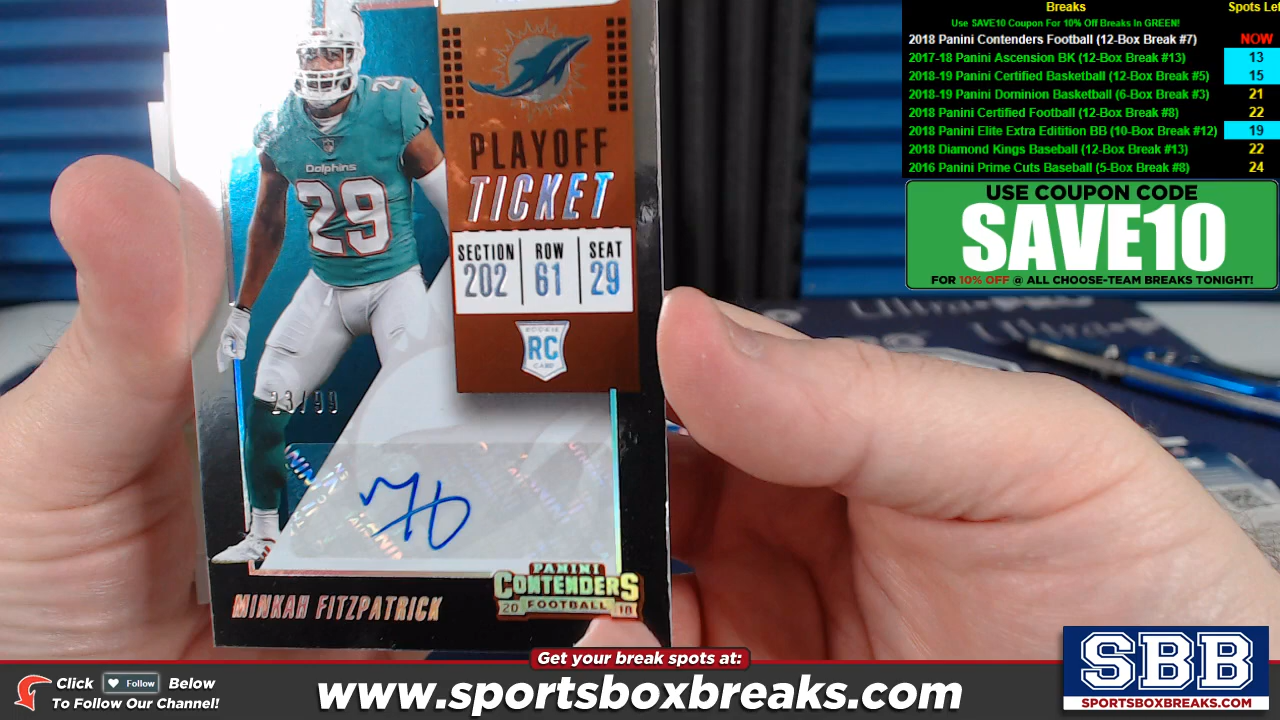 Dolphins
29
29
PLAYOFF
TICKET
SECTION ROW SEAT
202 61 29
ROOKIE
RC
CARD
23/99
MINKAH FITZPATRICK
PANINI
CONTENDERS
20 FOOTBALL 18
Breaks Spots Lef
Use SAVE10 Coupon For 10% Off Breaks In GREEN!
2018 Panini Contenders Football (12-Box Break #7) NOW
2017-18 Panini Ascension BK (12-Box Break #13) 13
2018-19 Panini Certified Basketball (12-Box Break #5) 15
2018-19 Panini Dominion Basketball (6-Box Break #3) 21
2018 Panini Certified Football (12-Box Break #8) 22
2018 Panini Elite Extra Edition BB (10-Box Break #12) 19
2018 Diamond Kings Baseball (12-Box Break #13) 22
2016 Panini Prime Cuts Baseball (5-Box Break #8) 24
USE COUPON CODE
SAVE10
FOR 10% OFF @ ALL CHOOSE-TEAM BREAKS TONIGHT!
Get your break spots at:
Click Follow Below
To Follow Our Channel!
www.sportsboxbreaks.com
SBB
SPORTSBOXBREAKS.COM